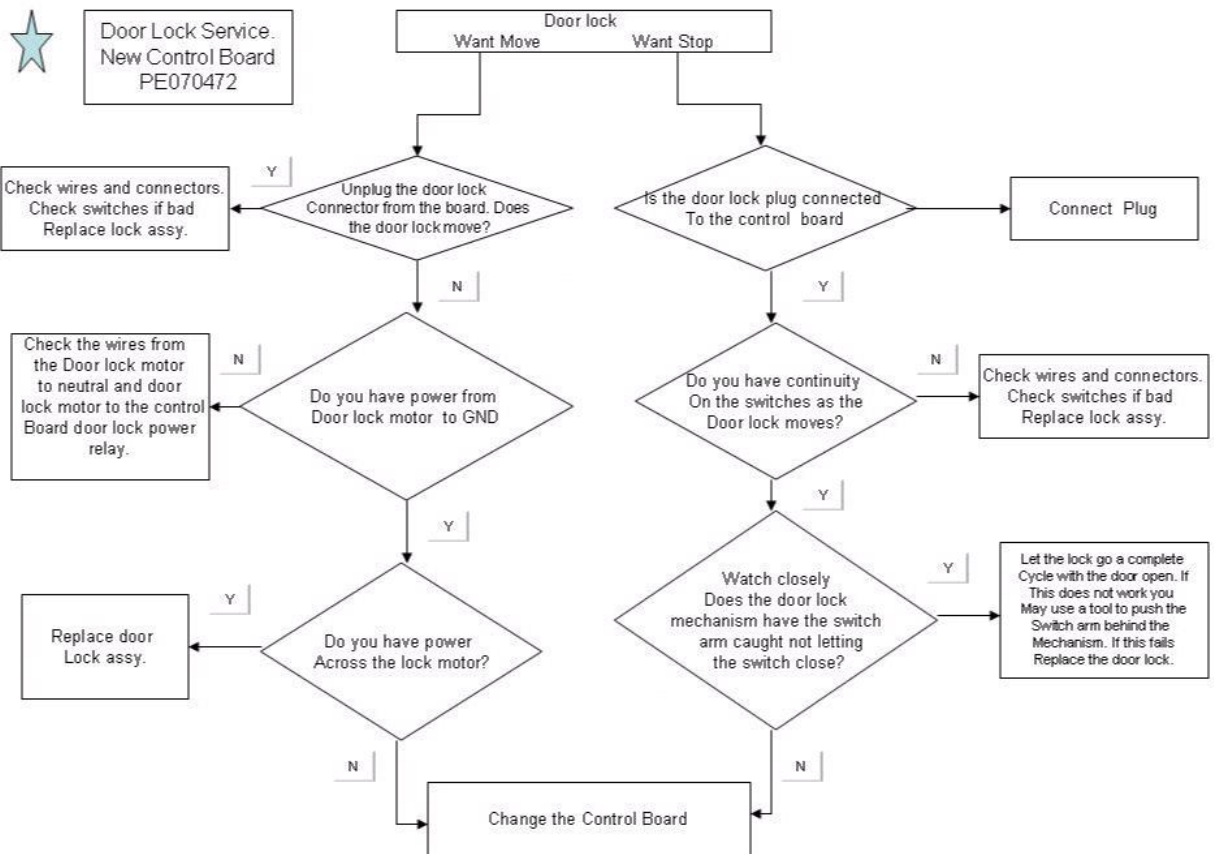 Door Lock Service.
New Control Board
PE070472
Door lock
Want Move Want Stop
Y
Check wires and connectors.
Check switches if bad
Replace lock assy.
Unplug the door lock
Connector from the board. Does
the door lock move?
Is the door lock plug connected
To the control board
Connect Plug
N
Y
Check the wires from
the Door lock motor
to neutral and door
lock motor to the control
Board door lock power
relay.
N
Do you have power from
Door lock motor to GND
Do you have continuity
On the switches as the
Door lock moves?
N
Check wires and connectors.
Check switches if bad
Replace lock assy.
Y
Y
Replace door
Lock assy.
Y
Do you have power
Across the lock motor?
Watch closely
Does the door lock
mechanism have the switch
arm caught not letting
the switch close?
Y
Let the lock go a complete
Cycle with the door open. If
This does not work you
May use a tool to push the
Switch arm behind the
Mechanism. If this fails
Replace the door lock.
N
N
Change the Control Board